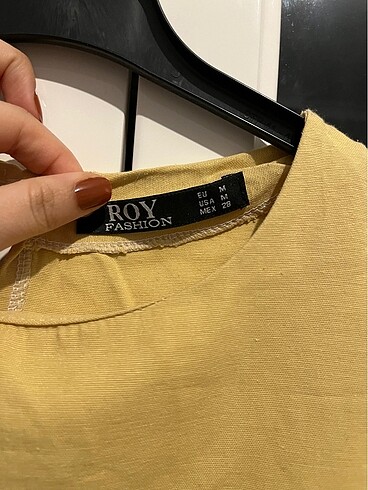 ROY
FASHION
EU M
USA M
MEX 28